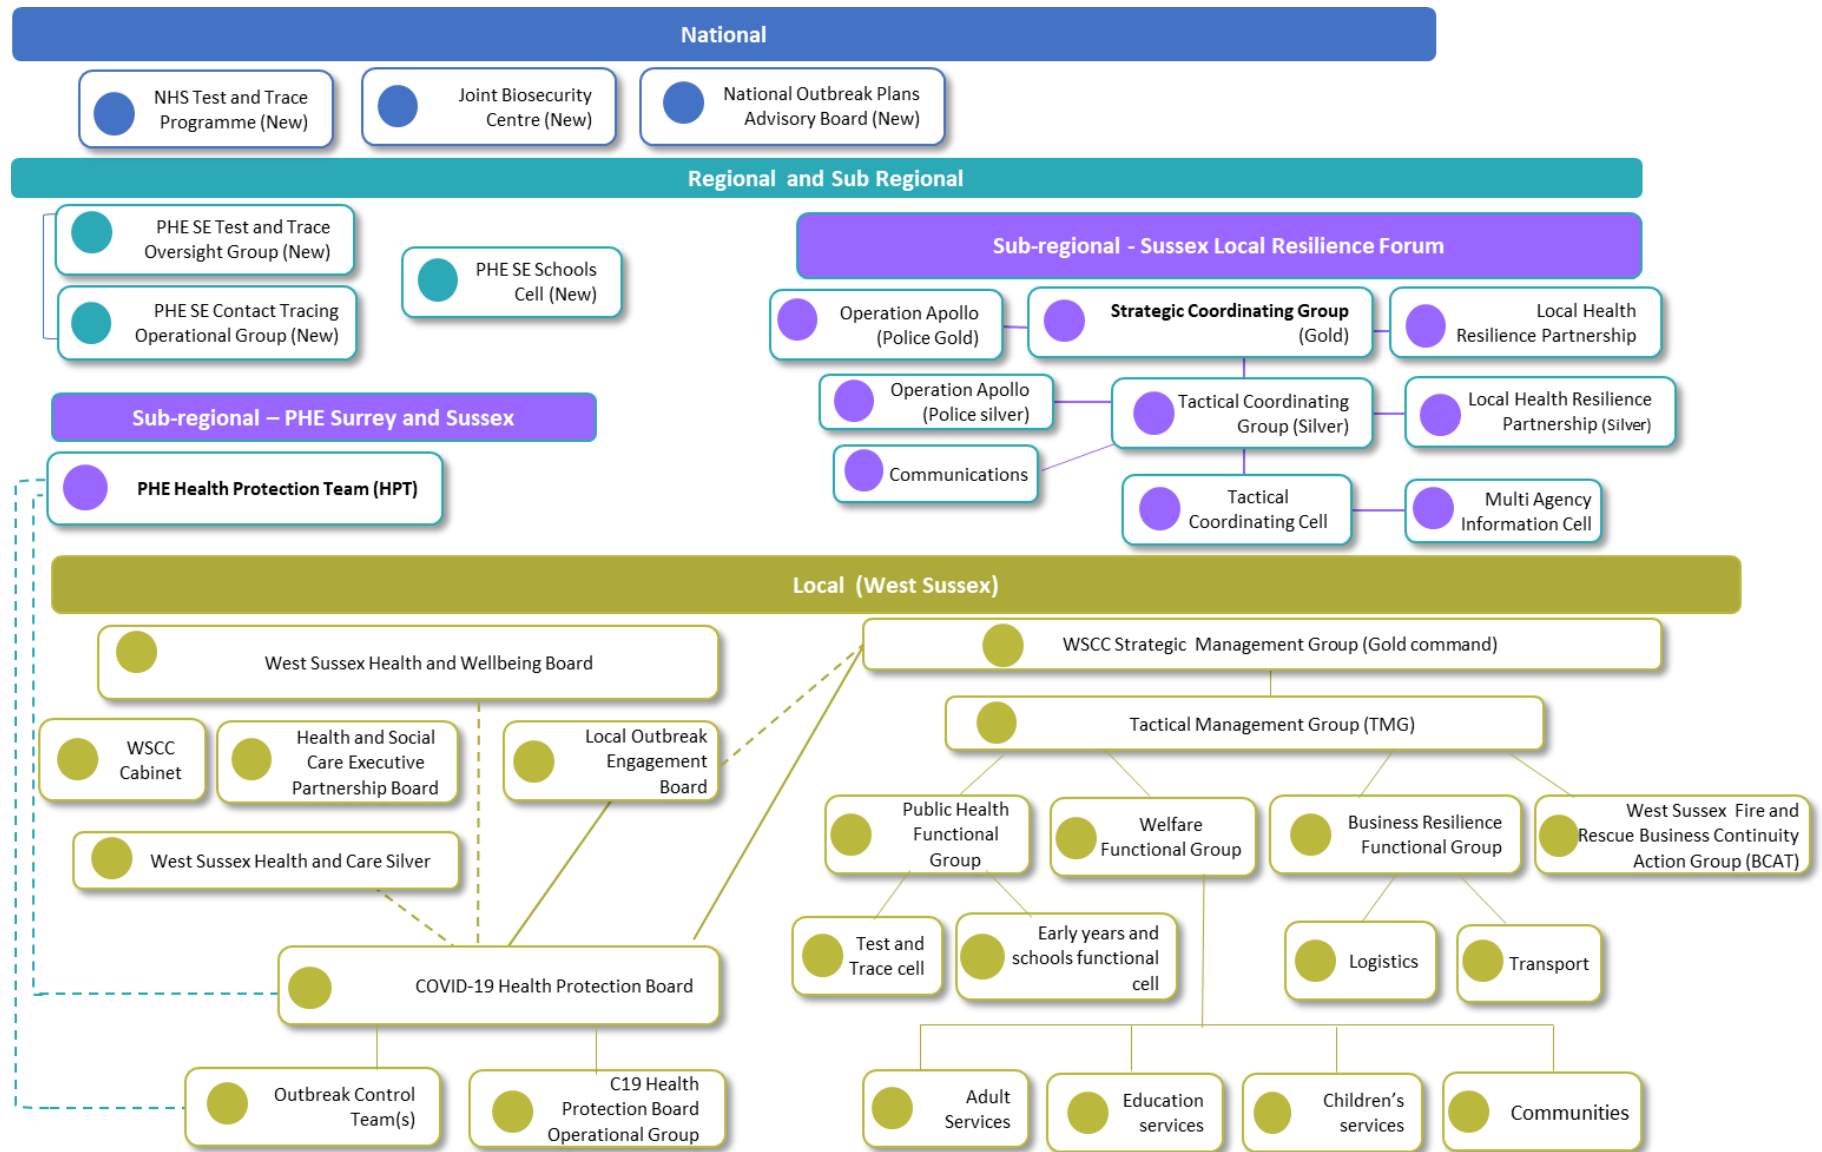 National
NHS Test and Trace
Programme (New)
Joint Biosecurity
Centre (New)
National Outbreak Plans
Advisory Board (New)
Regional and Sub Regional
PHE SE Test and Trace
Oversight Group (New)
PHE SE Contact Tracing
Operational Group (New)
PHE SE Schools
Cell (New)
Sub-regional - Sussex Local Resilience Forum
Operation Apollo
(Police Gold)
Strategic Coordinating Group
(Gold)
Local Health
Resilience Partnership
Operation Apollo
(Police silver)
Tactical Coordinating
Group (Silver)
Local Health Resilience
Partnership (Silver)
Communications
Tactical
Coordinating Cell
Multi Agency
Information Cell
Sub-regional – PHE Surrey and Sussex
PHE Health Protection Team (HPT)
Local (West Sussex)
West Sussex Health and Wellbeing Board
WSCC
Cabinet
Health and Social
Care Executive
Partnership Board
Local Outbreak
Engagement
Board
West Sussex Health and Care Silver
COVID-19 Health Protection Board
Outbreak Control
Team(s)
C19 Health
Protection Board
Operational Group
WSCC Strategic Management Group (Gold command)
Tactical Management Group (TMG)
Public Health
Functional
Group
Welfare
Functional Group
Business Resilience
Functional Group
West Sussex Fire and
Rescue Business Continuity
Action Group (BCAT)
Test and
Trace cell
Early years and
schools functional
cell
Logistics
Transport
Adult
Services
Education
services
Children's
services
Communities